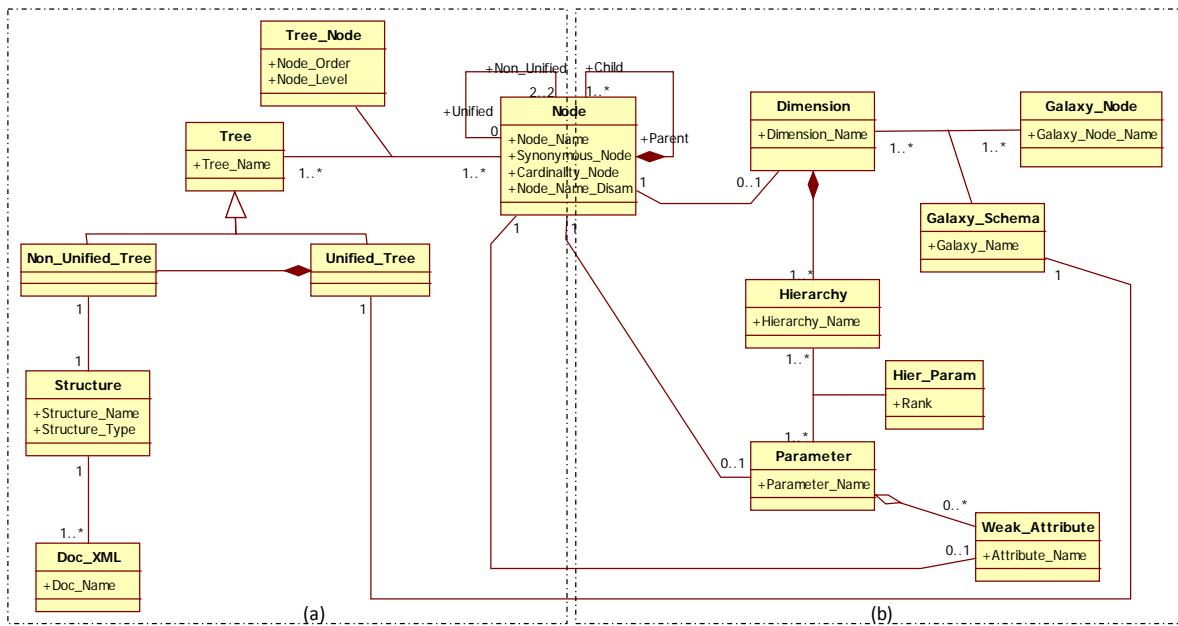 Tree_Node
+Node_Order
+Node_Level
+Non_Unified
2..2
+Unified
0
+Child
1..*
+Parent
Node
+Node_Name
+Synonymous_Node
+Cardinality_Node
+Node_Name_Disam
Tree
+Tree_Name
1..*
1..*
1
0..1
1
1
Dimension
+Dimension_Name
1..*
1..*
Galaxy_Node
+Galaxy_Node_Name
Galaxy_Schema
+Galaxy_Name
1
Non_Unified_Tree
Unified_Tree
1
1
1..*
Hierarchy
+Hierarchy_Name
1..*
Hier_Param
+Rank
1
Structure
+Structure_Name
+Structure_Type
1
1..*
Parameter
+Parameter_Name
0..1
0..*
Weak_Attribute
+Attribute_Name
0..1
1..*
Doc_XML
+Doc_Name
(a)
(b)